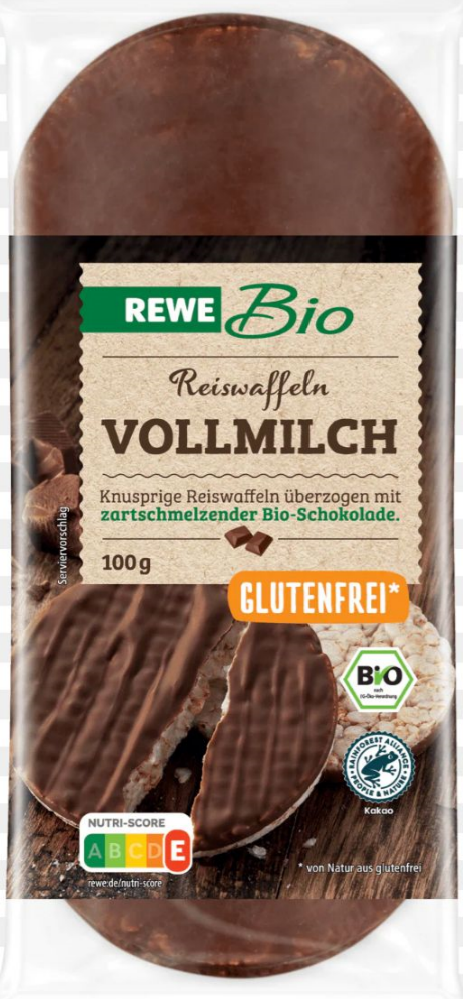 REWE Bio
Reiswaffeln
VOLLMILCH
Knusprige Reiswaffeln überzogen mit
zartschmelzender Bio-Schokolade.
100 g
Serviervorschlag
GLUTENFREI*
BIO
nach
EG-Öko-Verordnung
RAINFOREST ALLIANCE
PEOPLE & NATURE
Kakao
NUTRI-SCORE
A B C D E
rewe.de/nutri-score
* von Natur aus glutenfrei